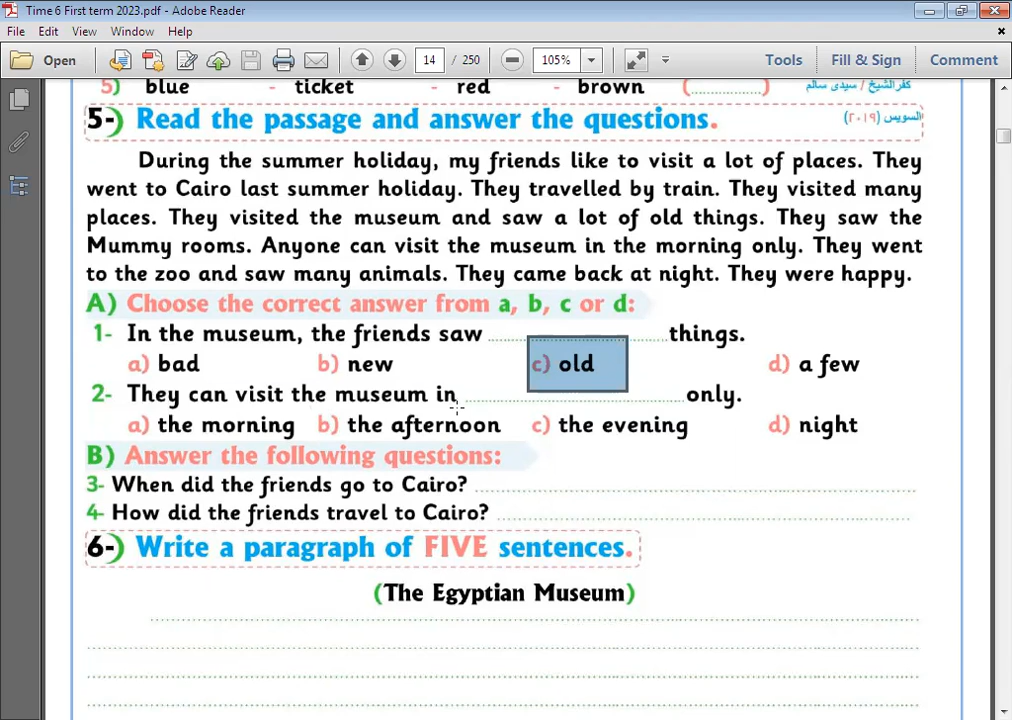 Time 6 First term 2023.pdf - Adobe Reader
File Edit View Window Help
Open 14 / 250 105% Tools Fill & Sign Comment
5) blue - ticket - red - brown (..............) كفر الشيخ / سيدى سالم
5-) Read the passage and answer the questions. السويس (٢٠١٩)
During the summer holiday, my friends like to visit a lot of places. They
went to Cairo last summer holiday. They travelled by train. They visited many
places. They visited the museum and saw a lot of old things. They saw the
Mummy rooms. Anyone can visit the museum in the morning only. They went
to the zoo and saw many animals. They came back at night. They were happy.
A) Choose the correct answer from a, b, c or d:
1- In the museum, the friends saw ........................ things.
a) bad b) new c) old d) a few
2- They can visit the museum in ........................ only.
a) the morning b) the afternoon c) the evening d) night
B) Answer the following questions:
3- When did the friends go to Cairo? ........................
4- How did the friends travel to Cairo? ........................
6-) Write a paragraph of FIVE sentences.
(The Egyptian Museum)